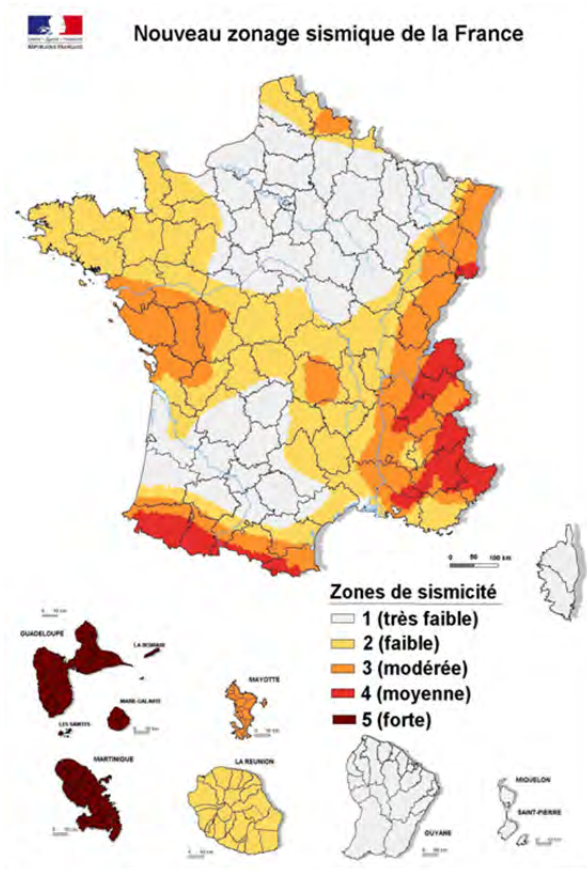 RÉPUBLIQUE FRANÇAISE
Nouveau zonage sismique de la France
0 50 100 km
Zones de sismicité
1 (très faible)
2 (faible)
3 (modérée)
4 (moyenne)
5 (forte)
GUADELOUPE
LA DESIRADE
MARIE-GALANTE
LES SAINTES
MAYOTTE
MARTINIQUE
LA REUNION
GUYANE
MIQUELON
SAINT-PIERRE